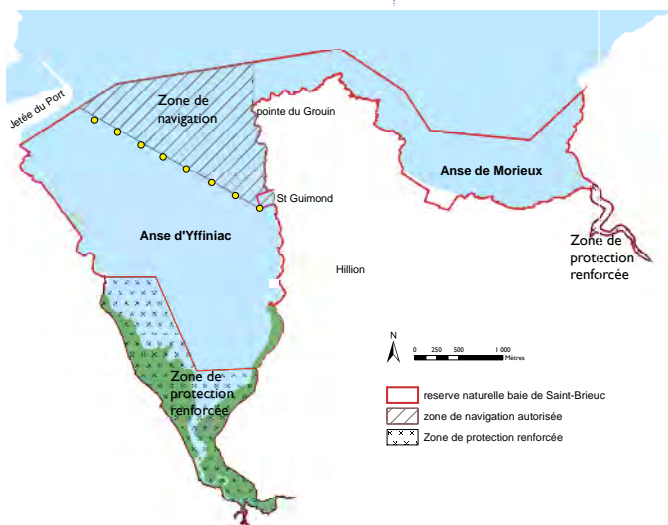 Jetée du Port
Zone de
navigation
pointe du Grouin
St Guimond
Anse de Morieux
Anse d'Yffiniac
Hillion
Zone de
protection
renforcée
Zone de
protection
renforcée
N
0 250 500 1 000
Mètres
reserve naturelle baie de Saint-Brieuc
zone de navigation autorisée
Zone de protection renforcée